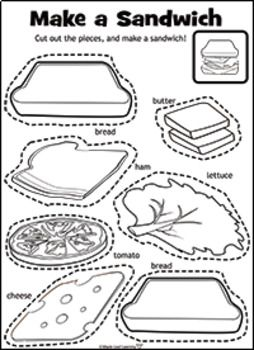 Make a Sandwich
Cut out the pieces, and make a sandwich!
butter
bread
ham
lettuce
tomato
bread
cheese